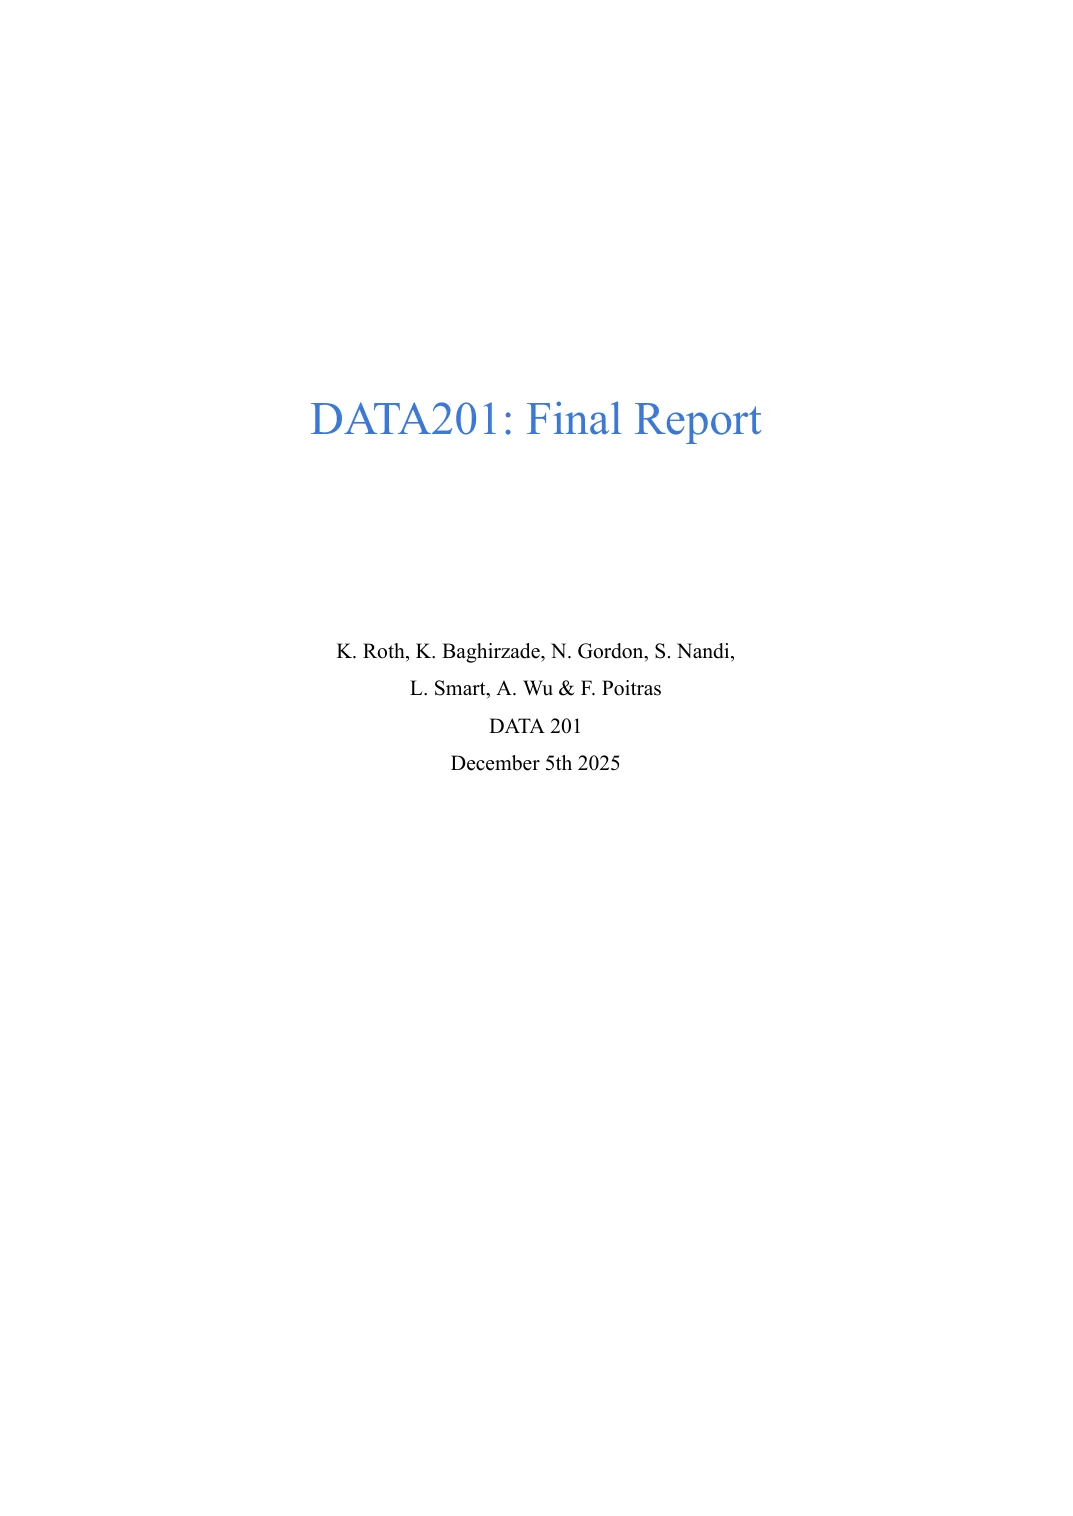 DATA201: Final Report
K. Roth, K. Baghirzade, N. Gordon, S. Nandi,
L. Smart, A. Wu & F. Poitras
DATA 201
December 5th 2025